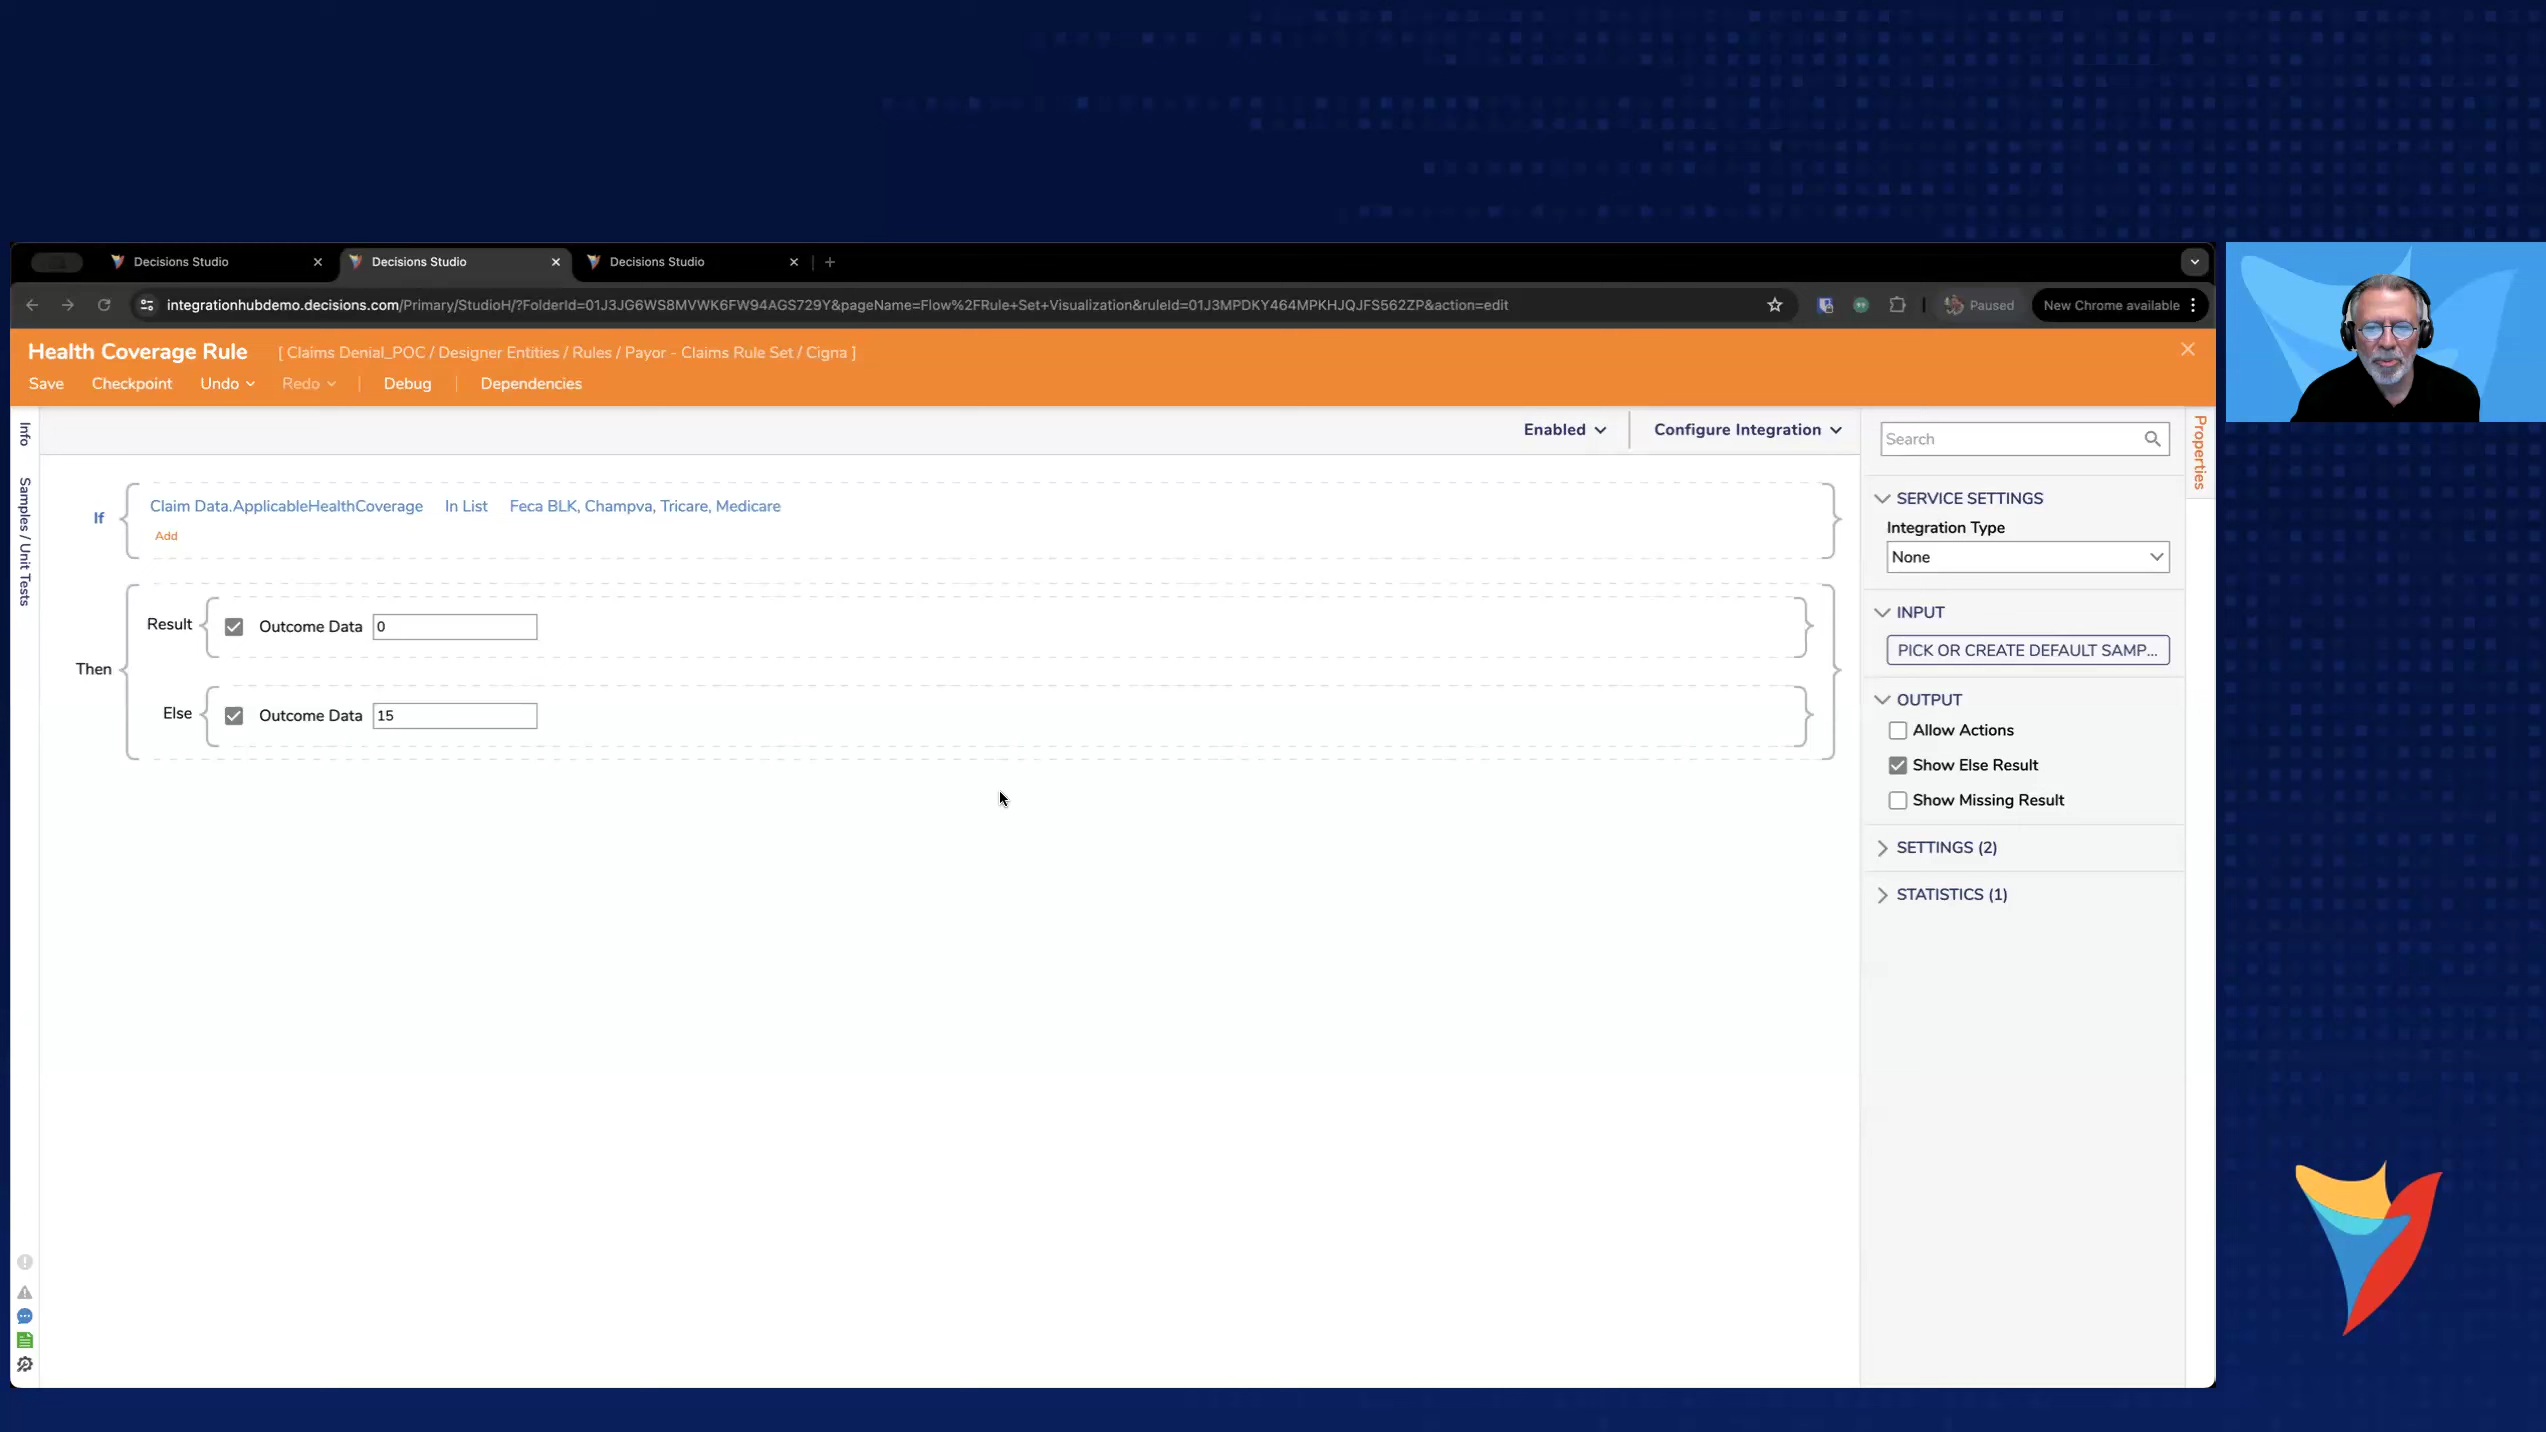 Decisions Studio
Decisions Studio
Decisions Studio
integrationhubdemo.decisions.com/Primary/StudioH/?FolderId=01J3JG6WS8MVWK6FW94AGS729Y&pageName=Flow%2FRule+Set+Visualization&ruleId=01J3MPDKY464MPKHJQJFS562ZP&action=edit
Paused
New Chrome available
Health Coverage Rule
[ Claims Denial_POC / Designer Entities / Rules / Payor - Claims Rule Set / Cigna ]
Save
Checkpoint
Undo
Redo
Debug
Dependencies
Info
Samples / Unit Tests
Enabled
Configure Integration
If
Claim Data.ApplicableHealthCoverage In List Feca BLK, Champva, Tricare, Medicare
Add
Then
Result
Outcome Data 0
Else
Outcome Data 15
Search
Properties
SERVICE SETTINGS
Integration Type
None
INPUT
PICK OR CREATE DEFAULT SAMP...
OUTPUT
Allow Actions
Show Else Result
Show Missing Result
SETTINGS (2)
STATISTICS (1)